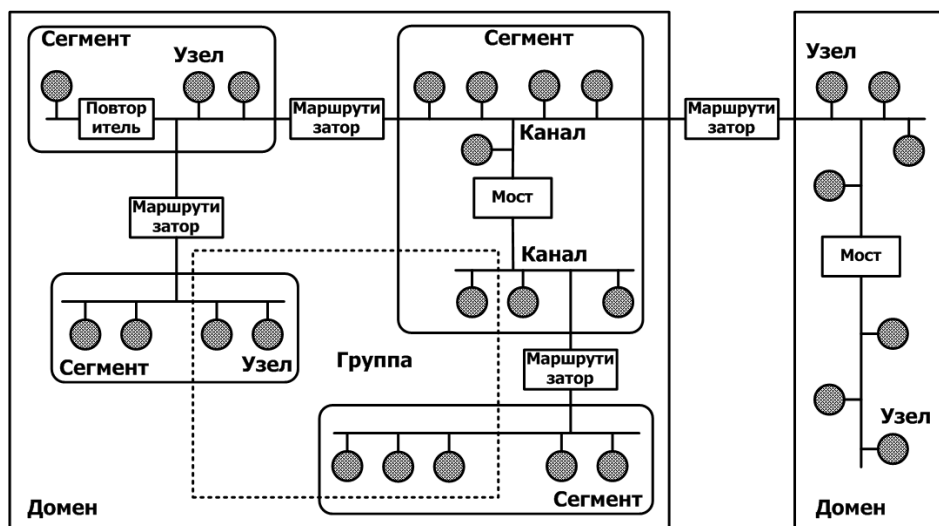 Сегмент
Узел
Повтор
итель
Маршрути
затор
Сегмент
Канал
Мост
Канал
Маршрути
затор
Узел
Мост
Узел
Домен
Маршрути
затор
Сегмент
Узел
Группа
Маршрути
затор
Сегмент
Домен